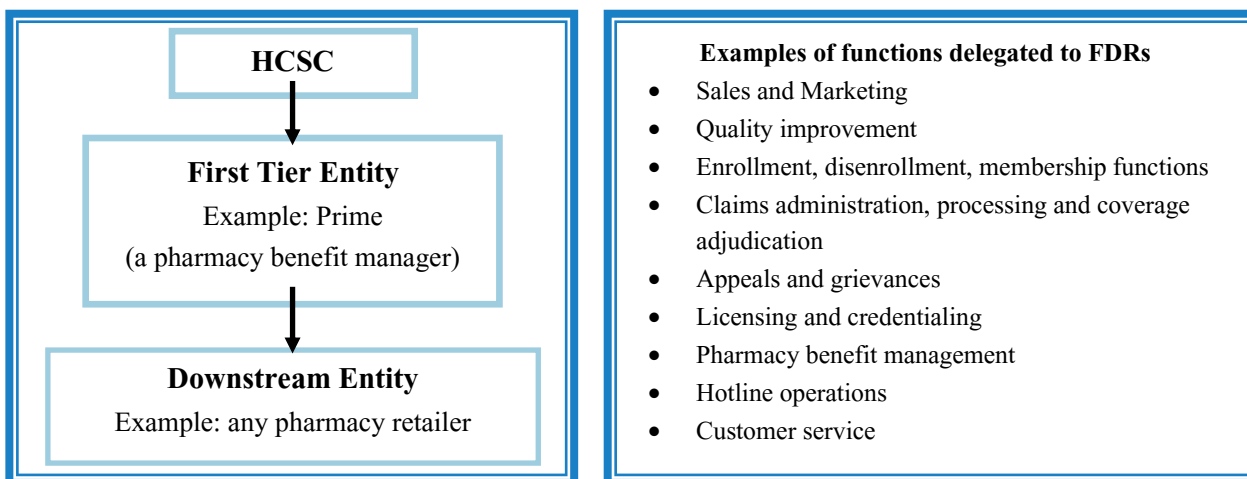 HCSC
First Tier Entity
Example: Prime
(a pharmacy benefit manager)
Downstream Entity
Example: any pharmacy retailer
Examples of functions delegated to FDRs
• Sales and Marketing
• Quality improvement
• Enrollment, disenrollment, membership functions
• Claims administration, processing and coverage
adjudication
• Appeals and grievances
• Licensing and credentialing
• Pharmacy benefit management
• Hotline operations
• Customer service